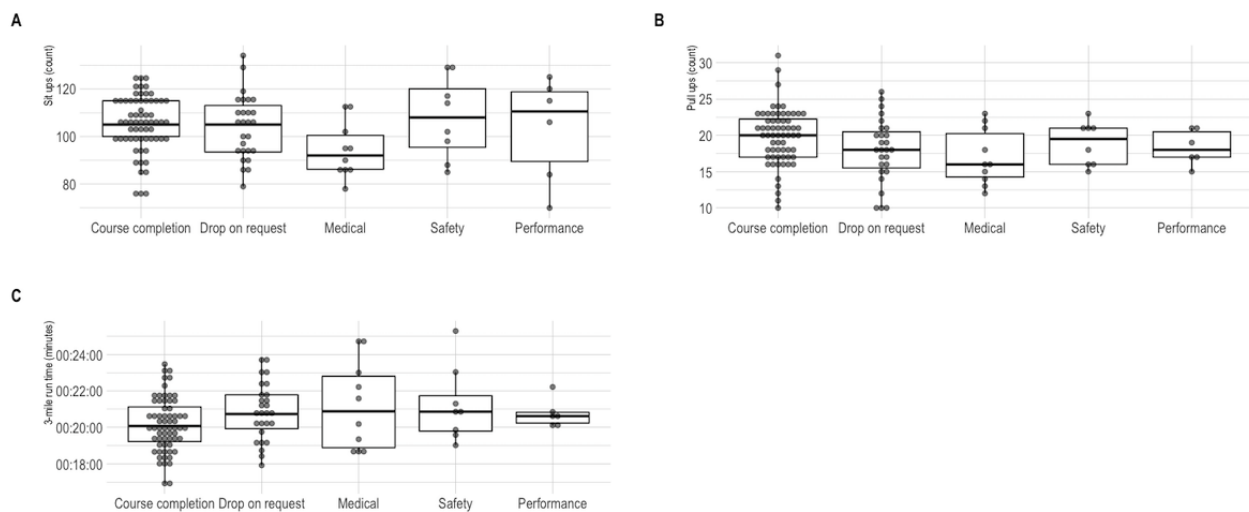 A
Sit ups (count)
120
100
80
Course completion Drop on request Medical Safety Performance
B
Pull ups (count)
30
25
20
15
10
Course completion Drop on request Medical Safety Performance
C
3-mile run time (minutes)
00:24:00
00:22:00
00:20:00
00:18:00
Course completion Drop on request Medical Safety Performance